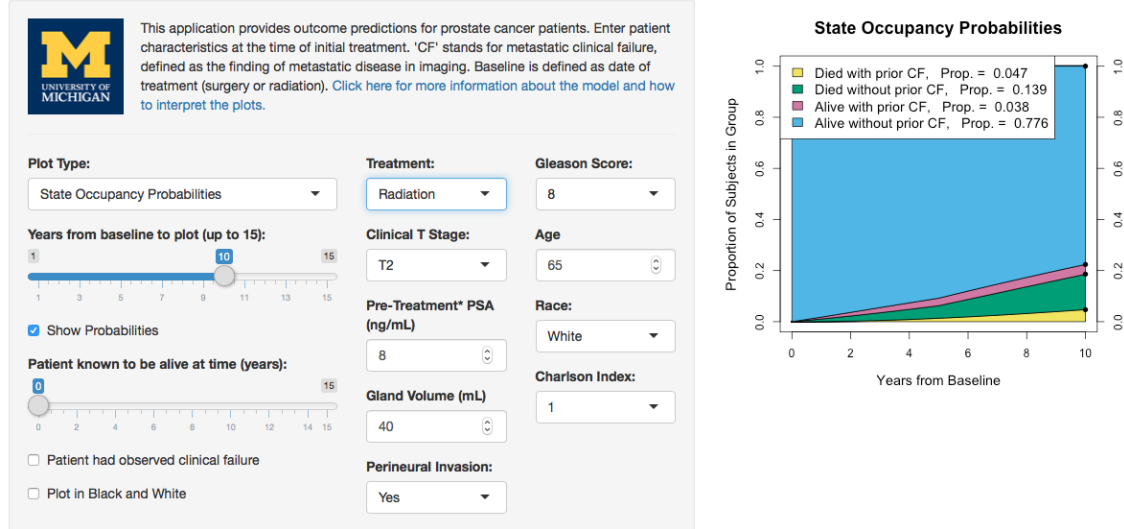 This application provides outcome predictions for prostate cancer patients. Enter patient
characteristics at the time of initial treatment. 'CF' stands for metastatic clinical failure,
defined as the finding of metastatic disease in imaging. Baseline is defined as date of
treatment (surgery or radiation). Click here for more information about the model and how
to interpret the plots.
M
UNIVERSITY OF
MICHIGAN
Plot Type:
State Occupancy Probabilities
Years from baseline to plot (up to 15):
1 10 15
1 3 5 7 9 11 13 15
Show Probabilities
Patient known to be alive at time (years):
0 15
0 2 4 6 8 10 12 14 15
Patient had observed clinical failure
Plot in Black and White
Treatment:
Radiation
Clinical T Stage:
T2
Pre-Treatment* PSA
(ng/mL)
8
Gland Volume (mL)
40
Perineural Invasion:
Yes
Gleason Score:
8
Age
65
Race:
White
Charlson Index:
1
State Occupancy Probabilities
Died with prior CF, Prop. = 0.047
Died without prior CF, Prop. = 0.139
Alive with prior CF, Prop. = 0.038
Alive without prior CF, Prop. = 0.776
Proportion of Subjects in Group
1.0
0.8
0.6
0.4
0.2
0.0
1.0
0.8
0.6
0.4
0.2
0.0
0 2 4 6 8 10
Years from Baseline